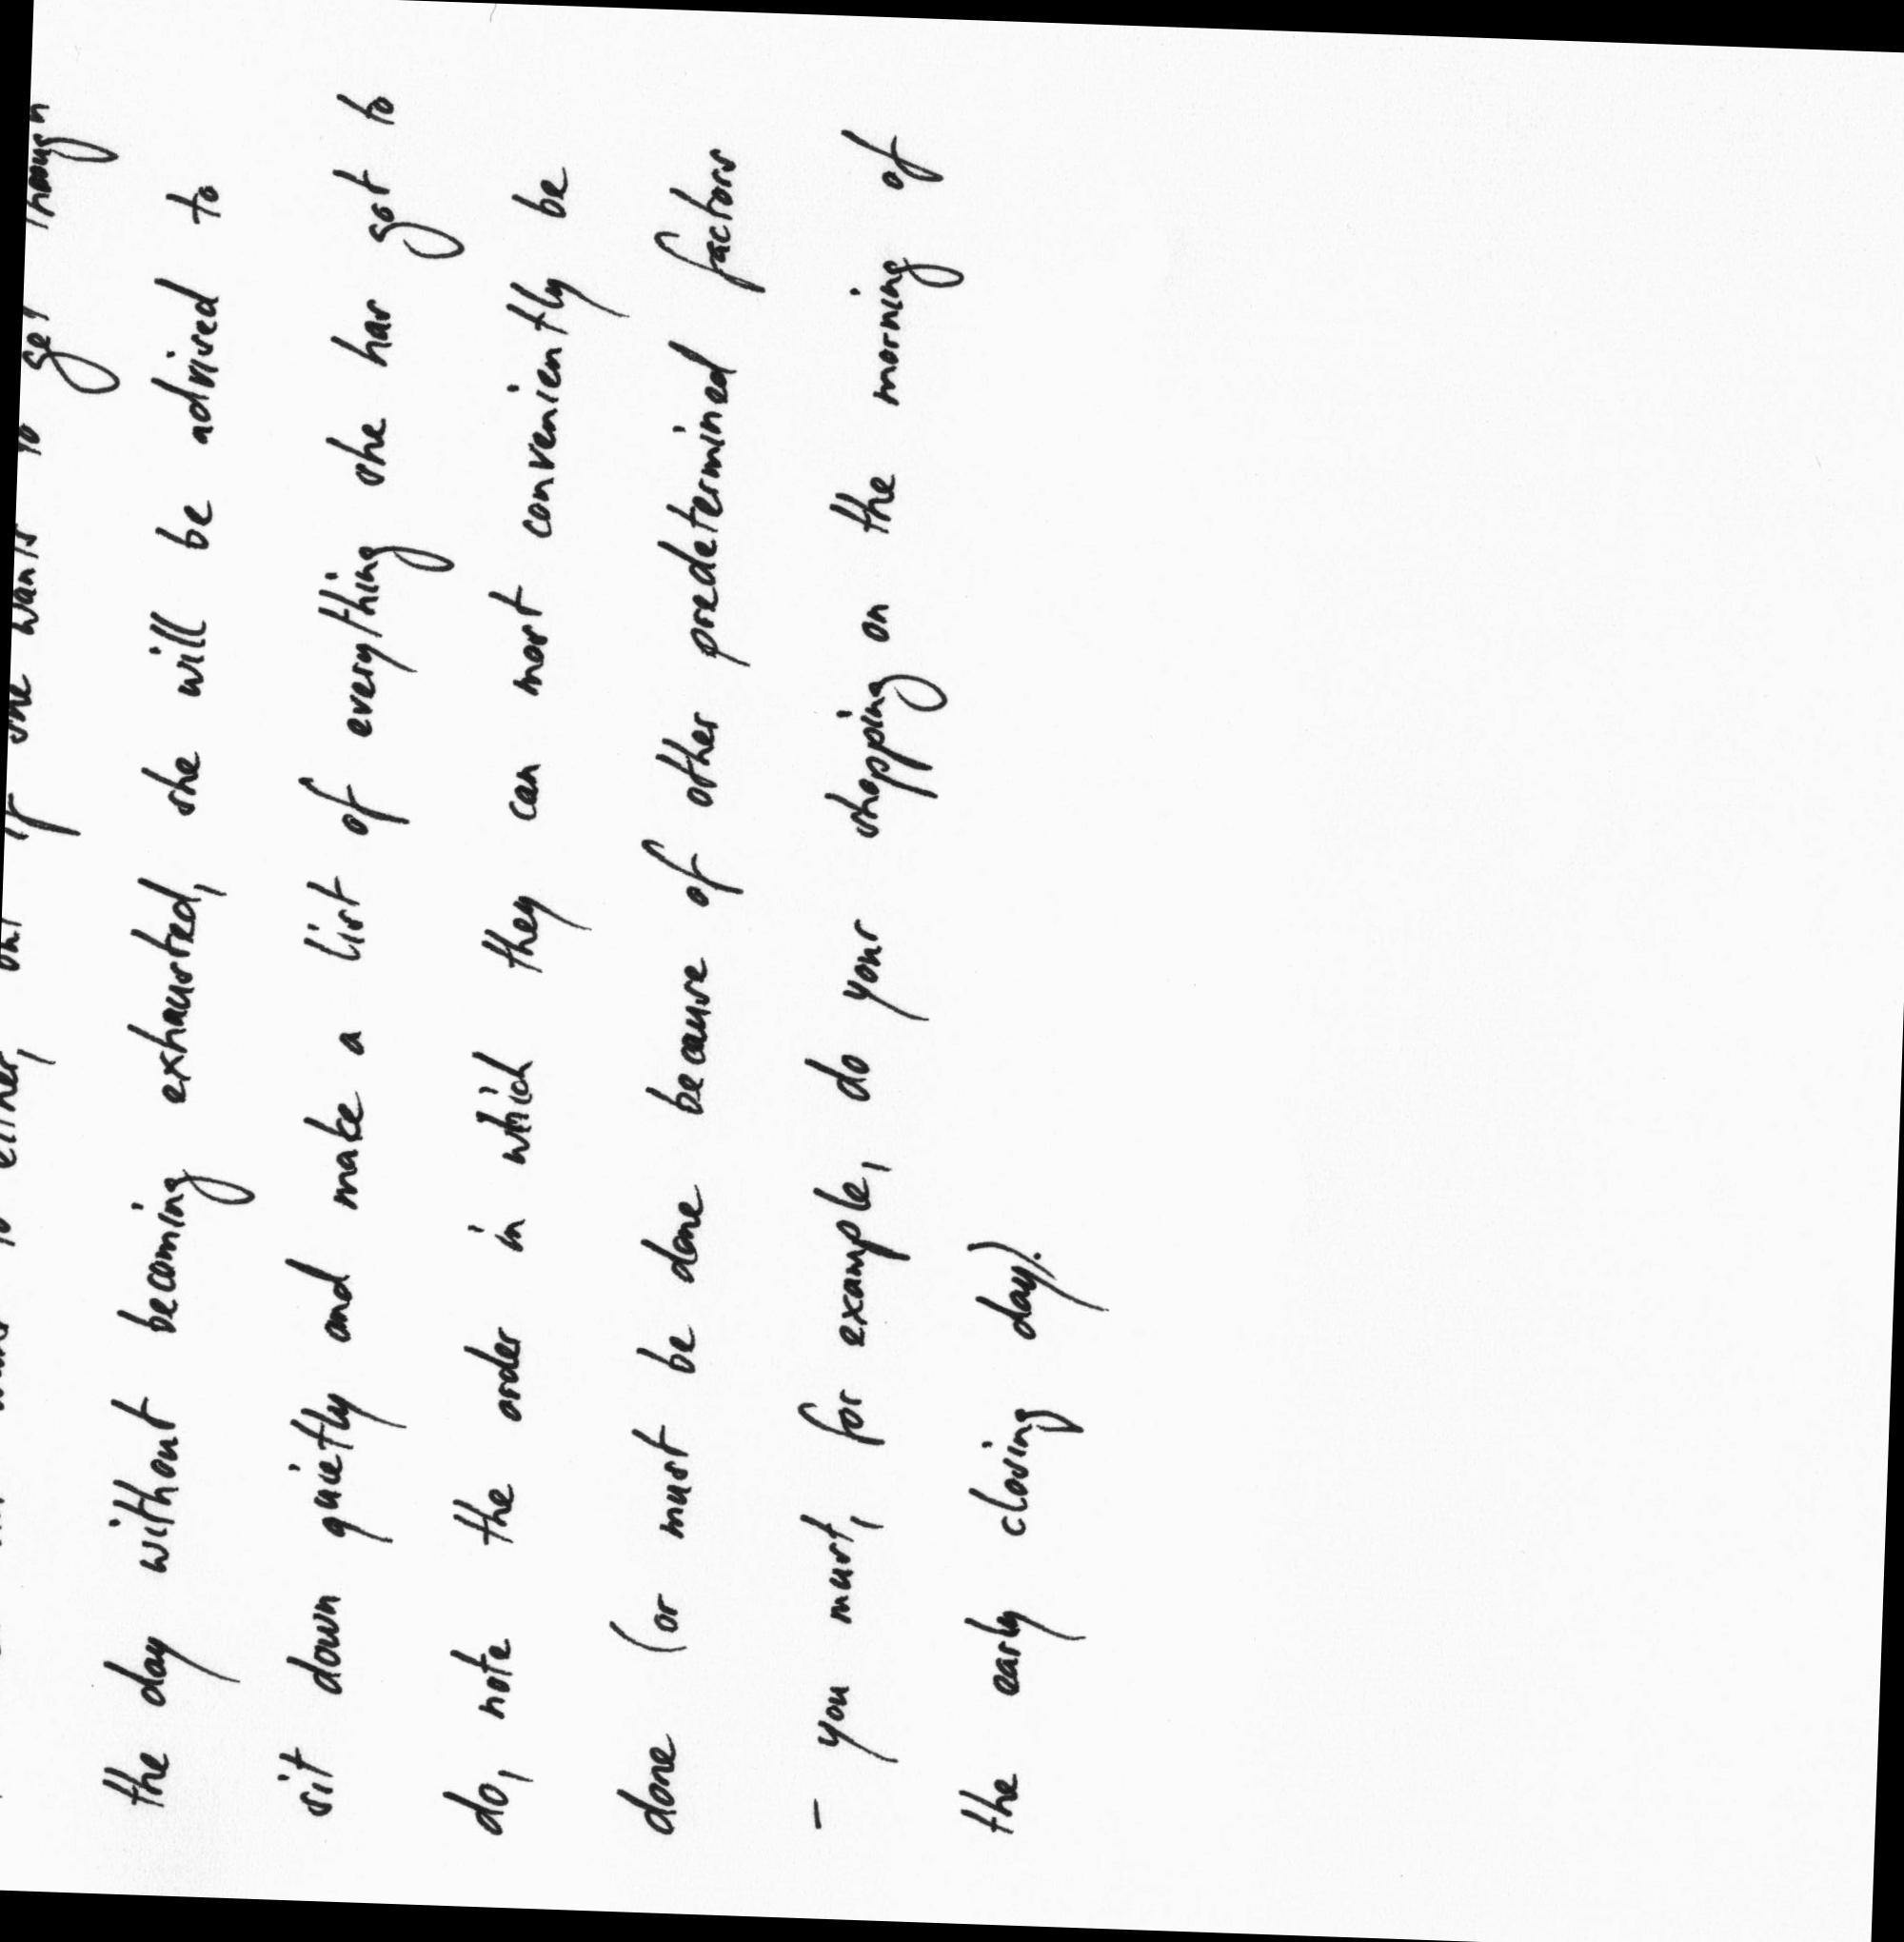 either, but if she wants to get through
the day without becoming exhausted, she will be advised to
sit down quietly and make a list of everything she has got to
do, note the order in which they can most conveniently be
done (or must be done because of other predetermined factors
- you must, for example, do your shopping on the morning of
the early closing day).